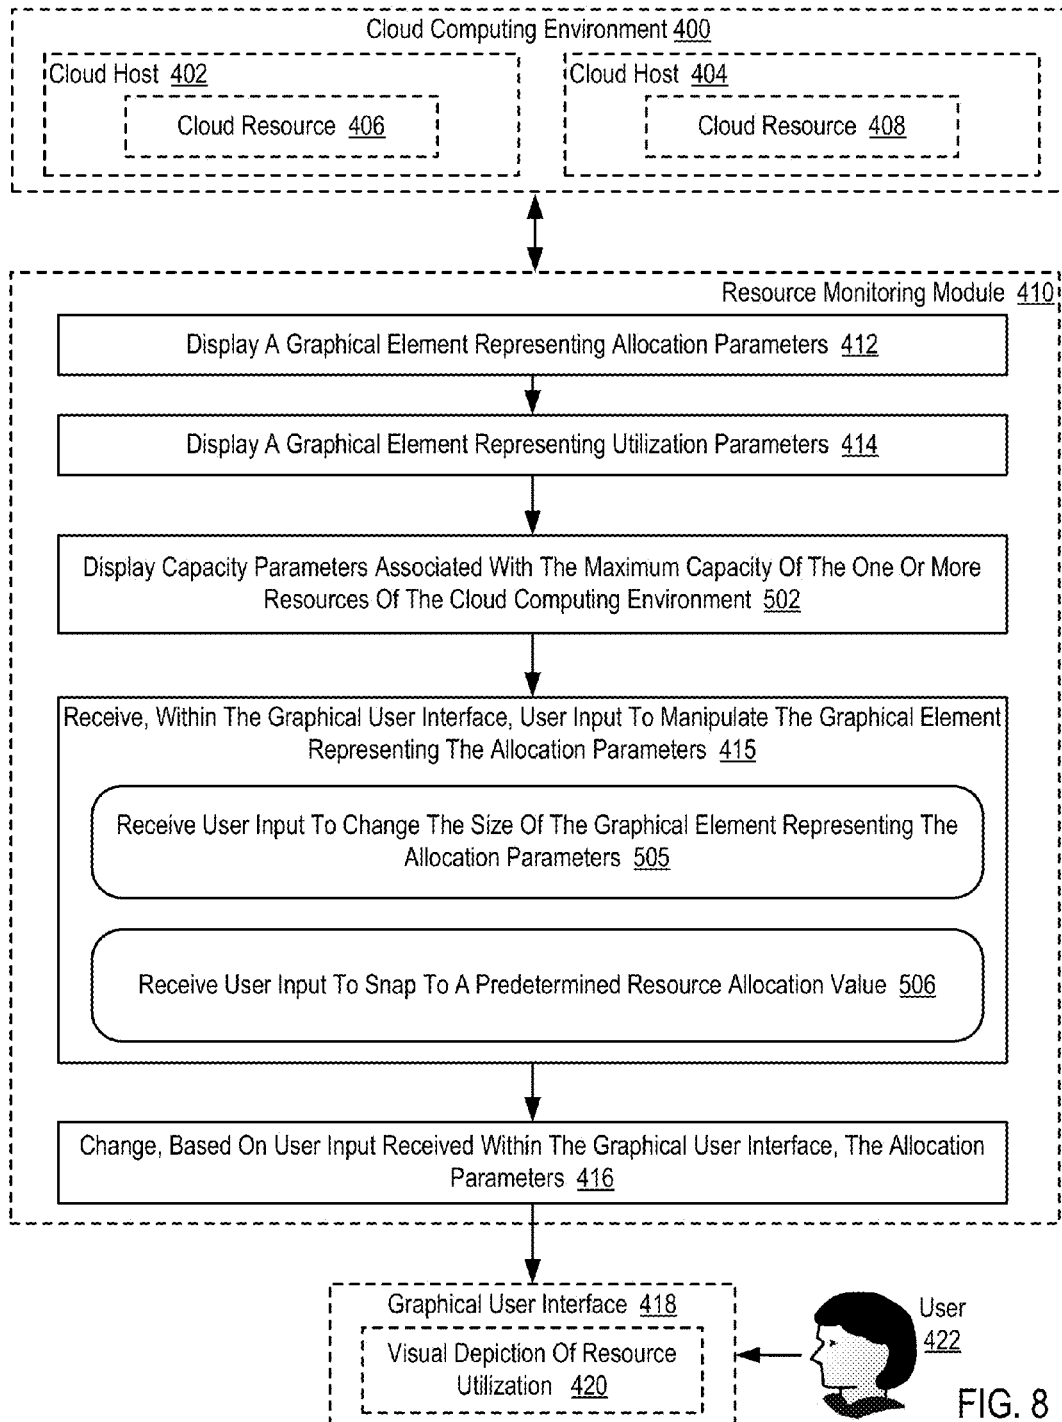 Cloud Computing Environment 400
Cloud Host 402
Cloud Resource 406
Cloud Host 404
Cloud Resource 408
Resource Monitoring Module 410
Display A Graphical Element Representing Allocation Parameters 412
Display A Graphical Element Representing Utilization Parameters 414
Display Capacity Parameters Associated With The Maximum Capacity Of The One Or More
Resources Of The Cloud Computing Environment 502
Receive, Within The Graphical User Interface, User Input To Manipulate The Graphical Element
Representing The Allocation Parameters 415
Receive User Input To Change The Size Of The Graphical Element Representing The
Allocation Parameters 505
Receive User Input To Snap To A Predetermined Resource Allocation Value 506
Change, Based On User Input Received Within The Graphical User Interface, The Allocation
Parameters 416
Graphical User Interface 418
Visual Depiction Of Resource
Utilization 420
User
422
FIG. 8